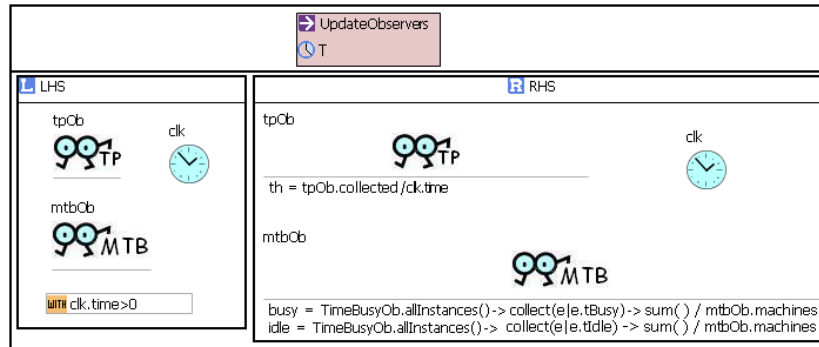 UpdateObservers
T
L LHS
R RHS
tpOb
clk
TP
mtbOb
MTB
WITH clk.time>0
tpOb
clk
TP
th = tpOb.collected/clk.time
mtbOb
MTB
busy = TimeBusyOb.allInstances()-> collect(e|e.tBusy)-> sum( ) / mtbOb.machines
idle = TimeBusyOb.allInstances()-> collect(e|e.tIdle) -> sum( ) / mtbOb.machines